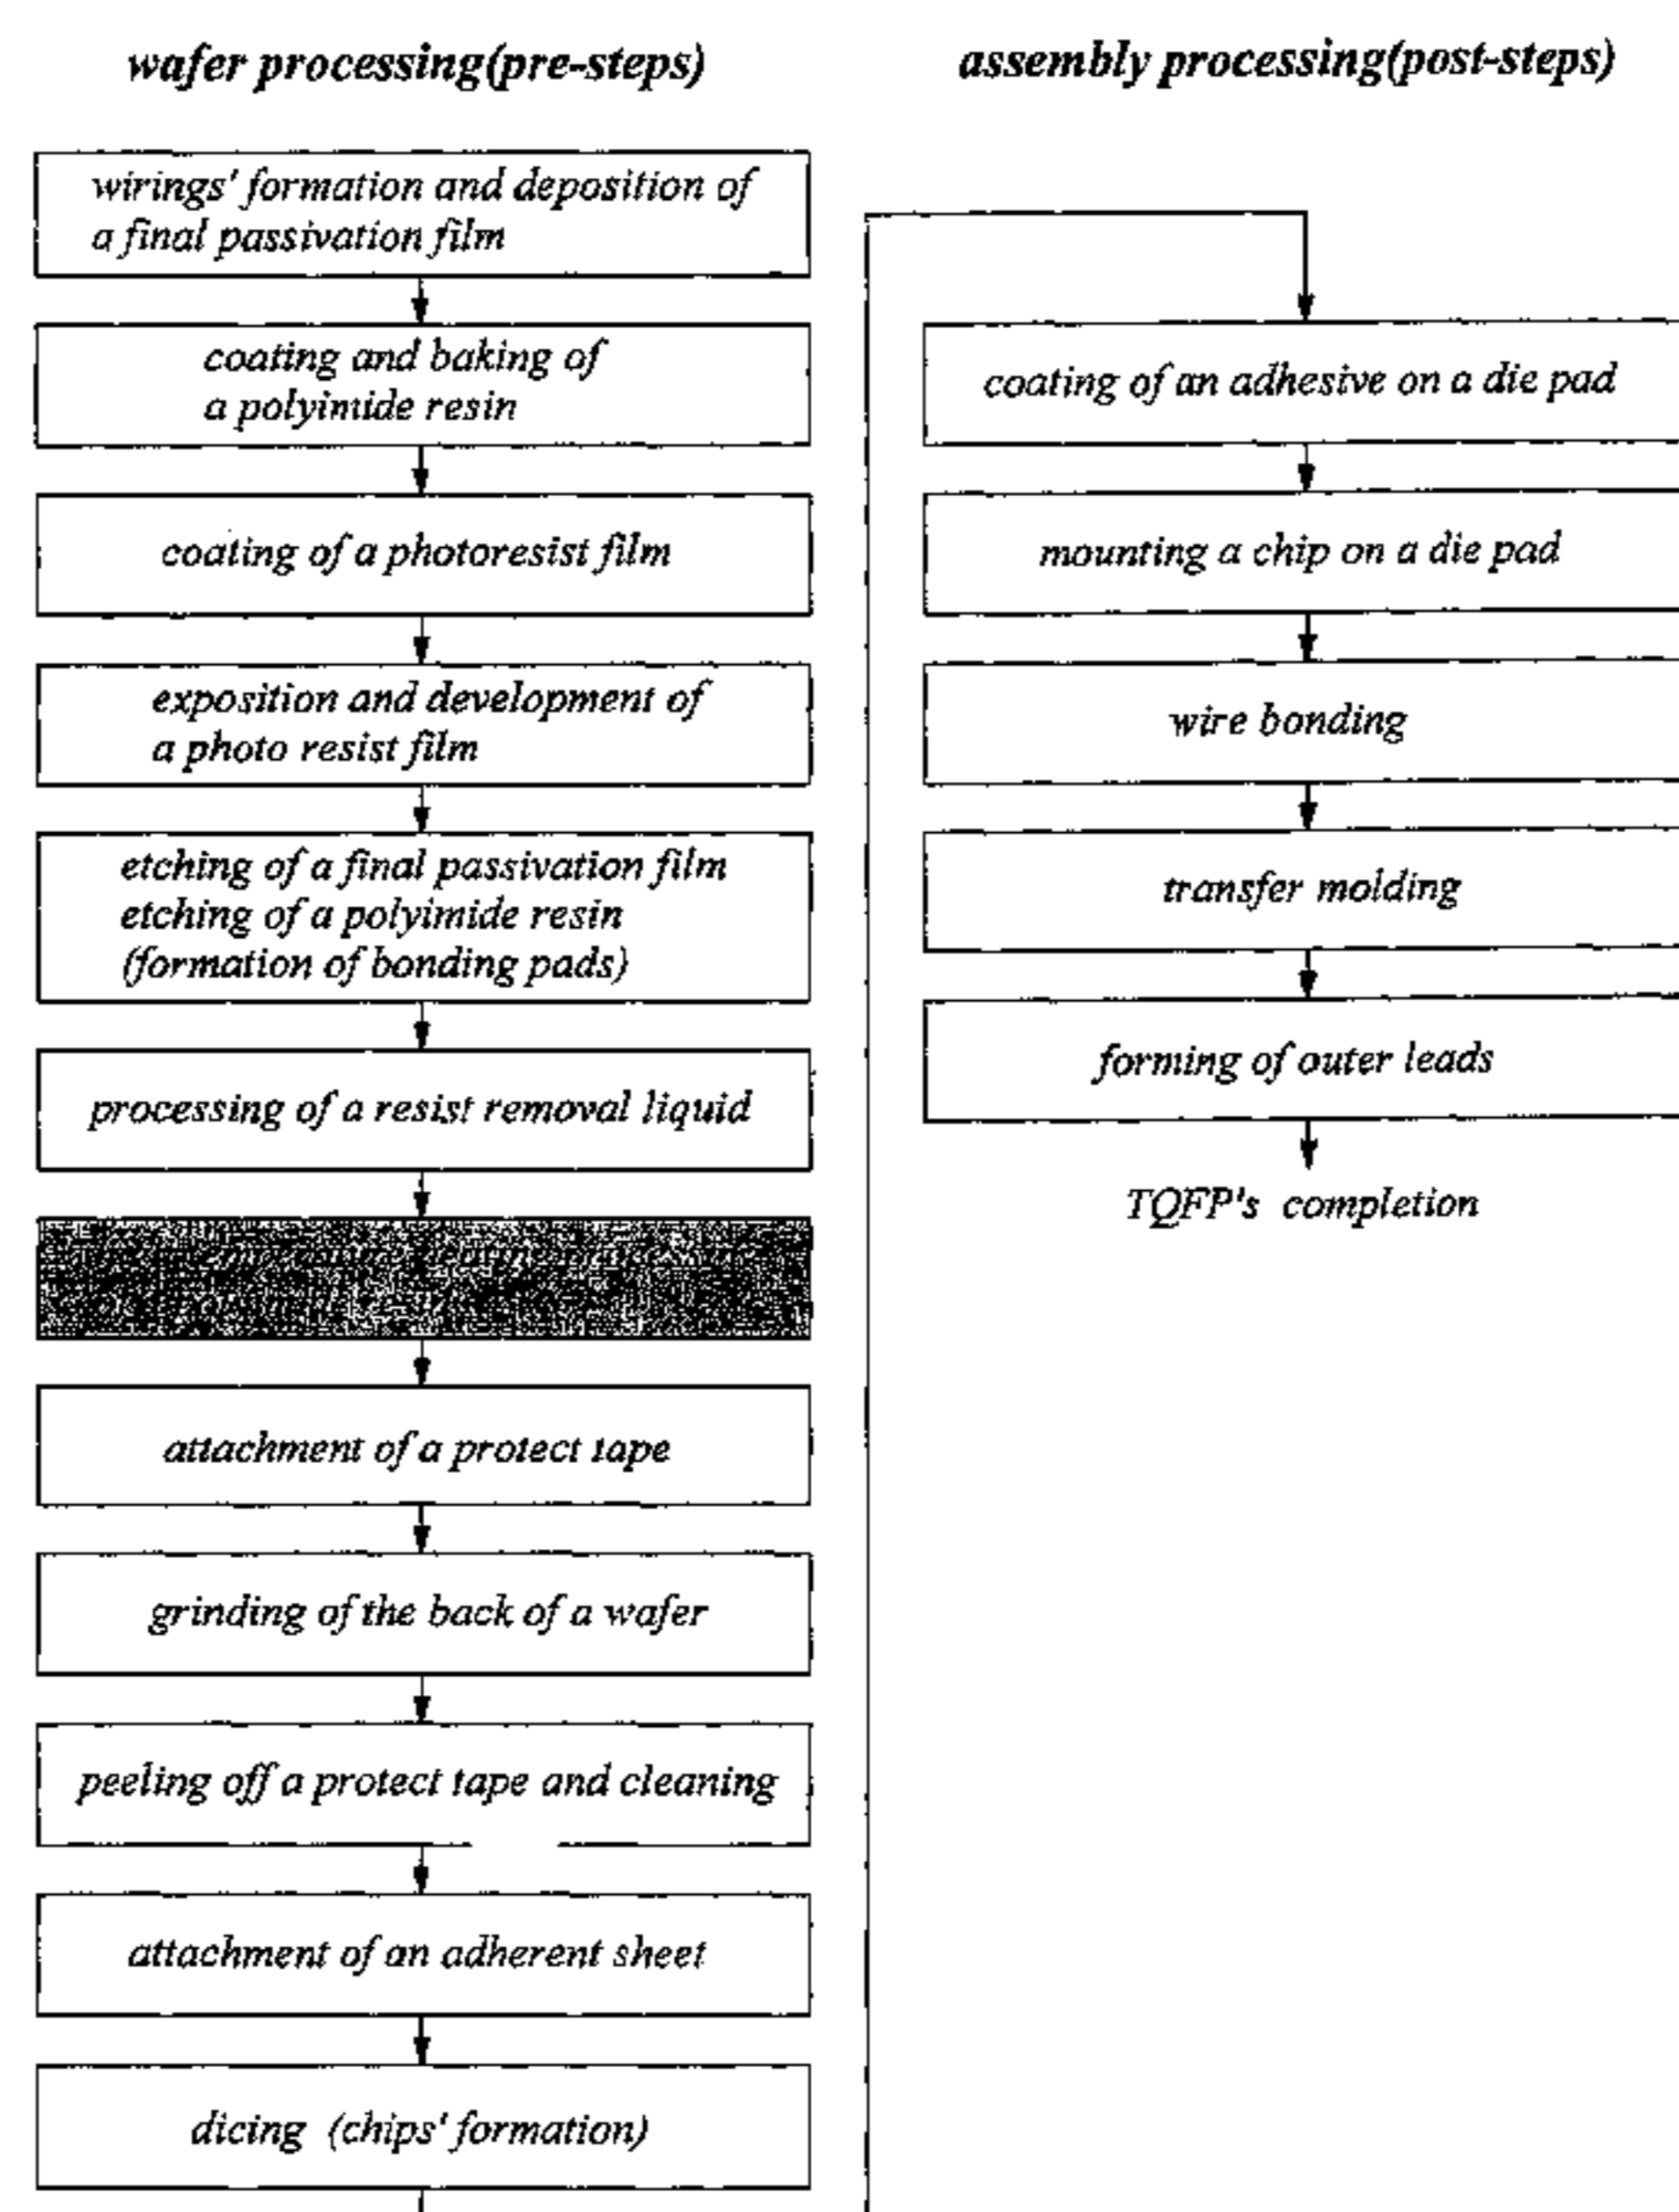 wafer processing(pre-steps)
wirings' formation and deposition of
a final passivation film
coating and baking of
a polyimide resin
coating of a photoresist film
exposition and development of
a photo resist film
etching of a final passivation film
etching of a polyimide resin
(formation of bonding pads)
processing of a resist removal liquid
attachment of a protect tape
grinding of the back of a wafer
peeling off a protect tape and cleaning
attachment of an adherent sheet
dicing (chips' formation)
assembly processing(post-steps)
coating of an adhesive on a die pad
mounting a chip on a die pad
wire bonding
transfer molding
forming of outer leads
TQFP's completion